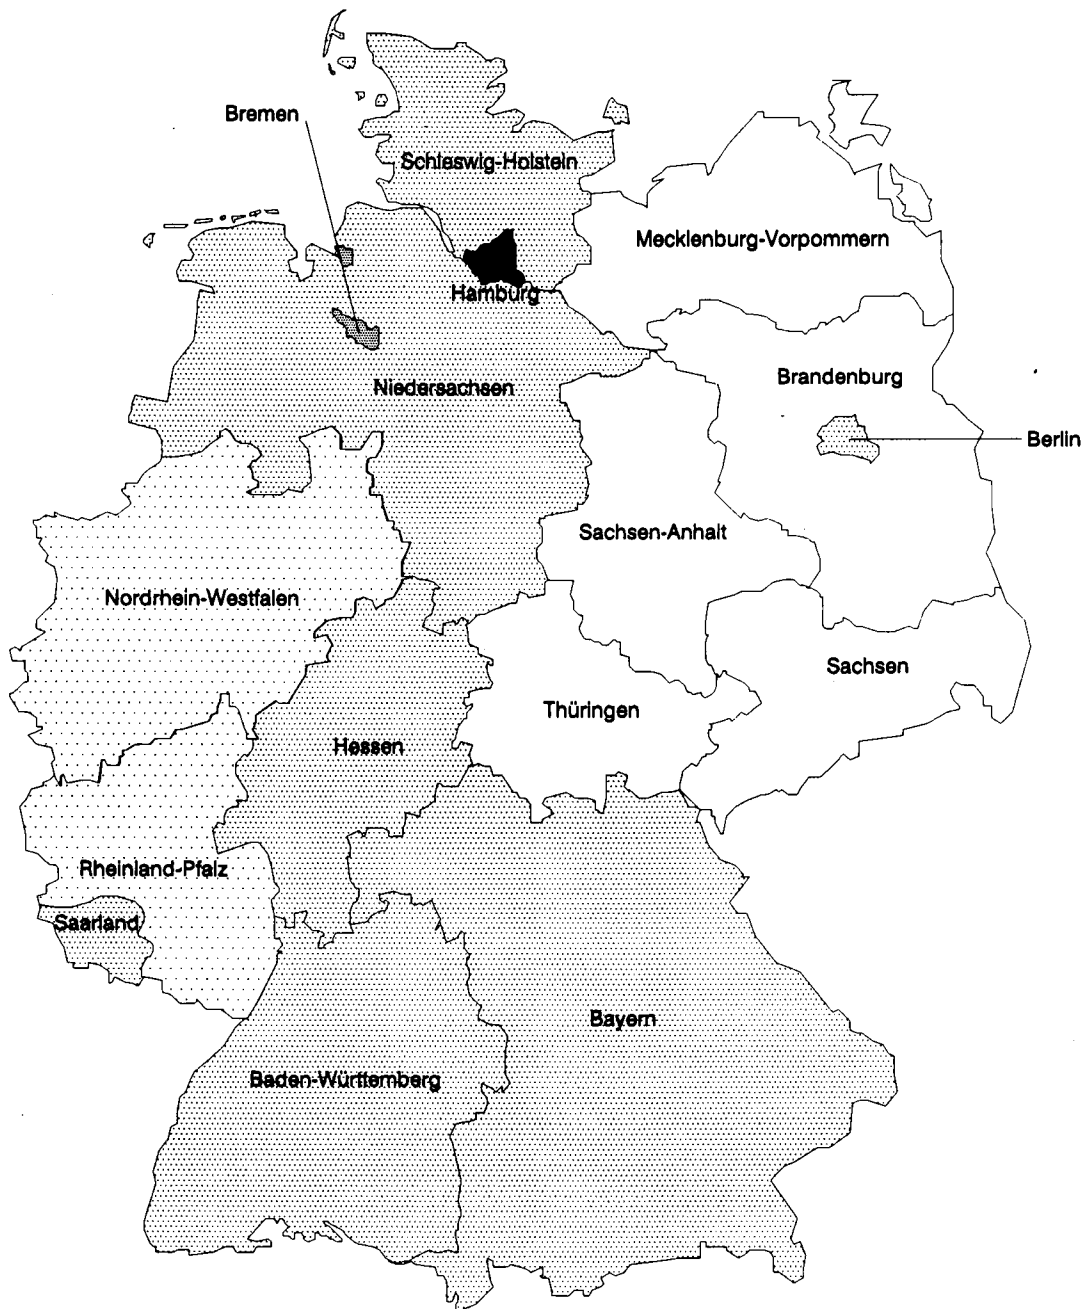 Bremen
Schleswig-Holstein
Mecklenburg-Vorpommern
Hamburg
Brandenburg
Niedersachsen
Berlin
Sachsen-Anhalt
Nordrhein-Westfalen
Sachsen
Thüringen
Hessen
Rheinland-Pfalz
Saarland
Bayern
Baden-Württemberg